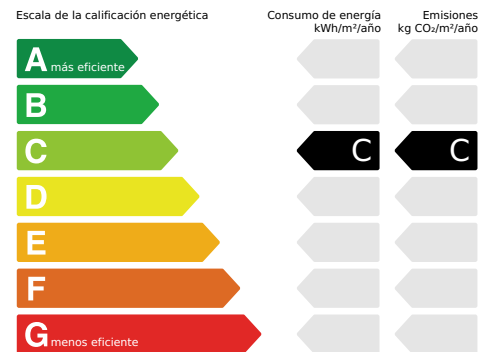 Escala de la calificación energética
Consumo de energía
kWh/m²/año
Emisiones
kg CO₂/m²/año
A más eficiente
B
C
C
C
D
E
F
G menos eficiente